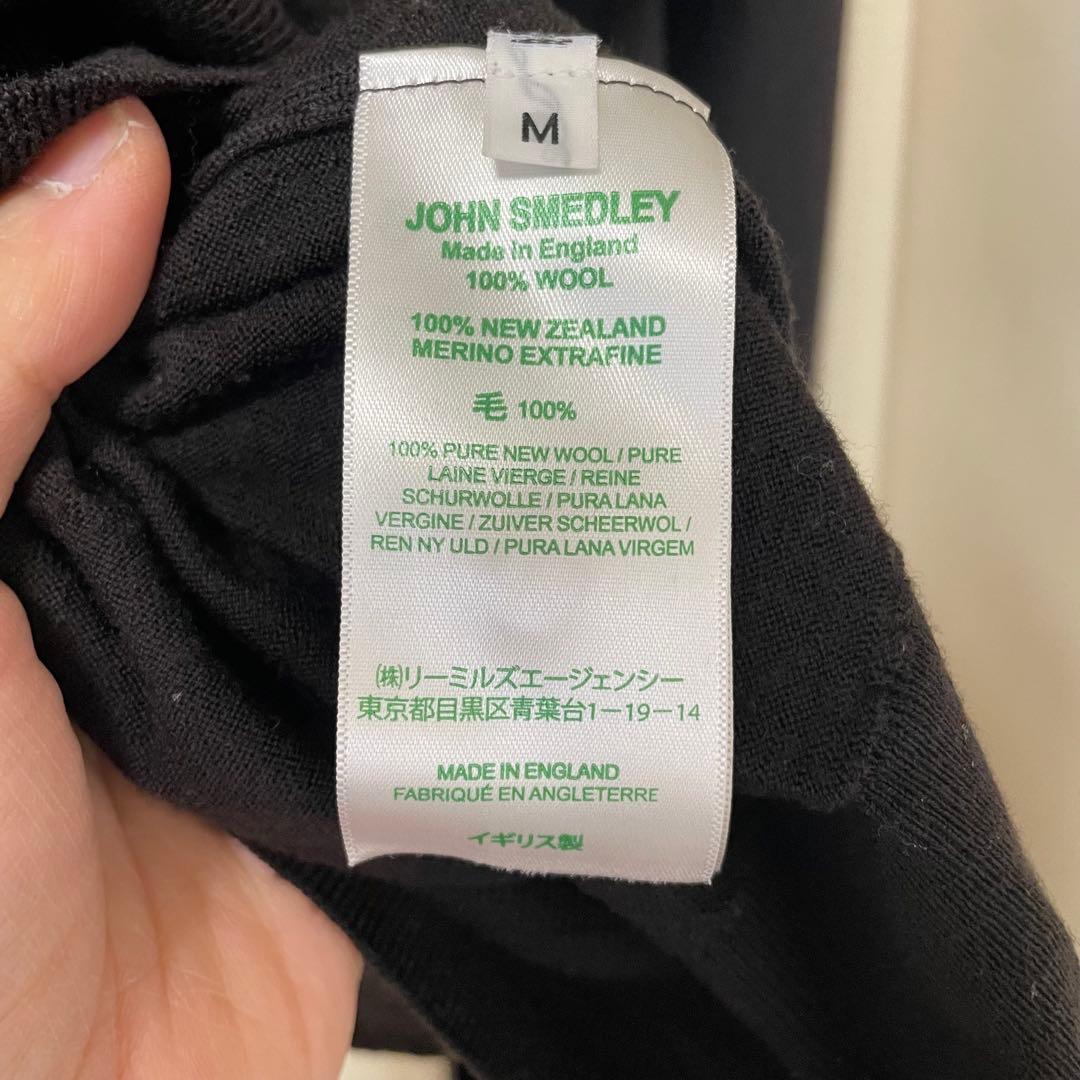 M
JOHN SMEDLEY
Made in England
100% WOOL
100% NEW ZEALAND
MERINO EXTRAFINE
毛 100%
100% PURE NEW WOOL / PURE
LAINE VIERGE / REINE
SCHURWOLLE / PURA LANA
VERGINE / ZUIVER SCHEERWOL /
REN NY ULD / PURA LANA VIRGEM
㈱リーミルズエージェンシー
東京都目黒区青葉台1-19-14
MADE IN ENGLAND
FABRIQUÉ EN ANGLETERRE
イギリス製